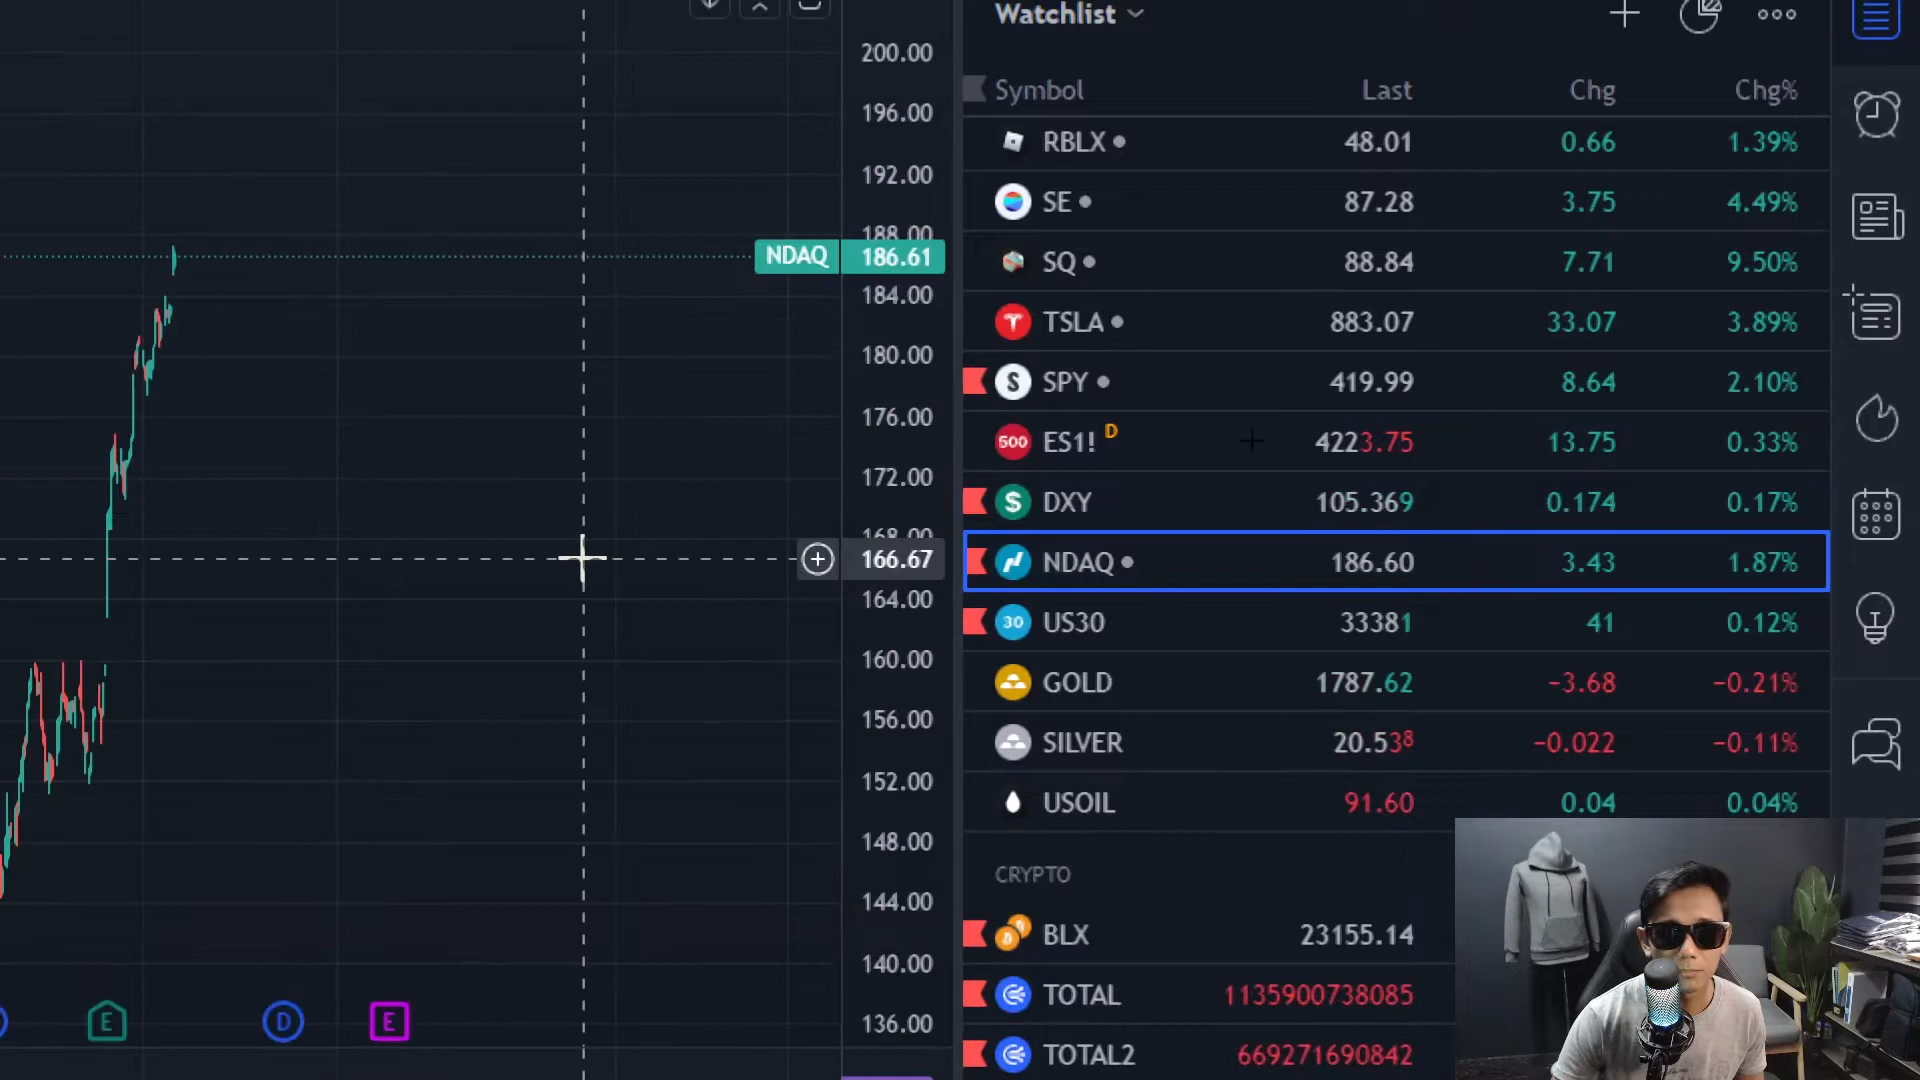 Watchlist
Symbol Last Chg Chg%
RBLX 48.01 0.66 1.39%
SE 87.28 3.75 4.49%
SQ 88.84 7.71 9.50%
TSLA 883.07 33.07 3.89%
S SPY 419.99 8.64 2.10%
500 ES1! D 4223.75 13.75 0.33%
$ DXY 105.369 0.174 0.17%
NDAQ 186.60 3.43 1.87%
30 US30 33381 41 0.12%
GOLD 1787.62 −3.68 −0.21%
SILVER 20.538 −0.022 −0.11%
USOIL 91.60 0.04 0.04%
CRYPTO
BLX 23155.14
TOTAL 1135900738085
TOTAL2 669271690842
200.00
196.00
192.00
188.00
NDAQ 186.61
184.00
180.00
176.00
172.00
168.00
166.67
164.00
160.00
156.00
152.00
148.00
144.00
140.00
136.00
E D E